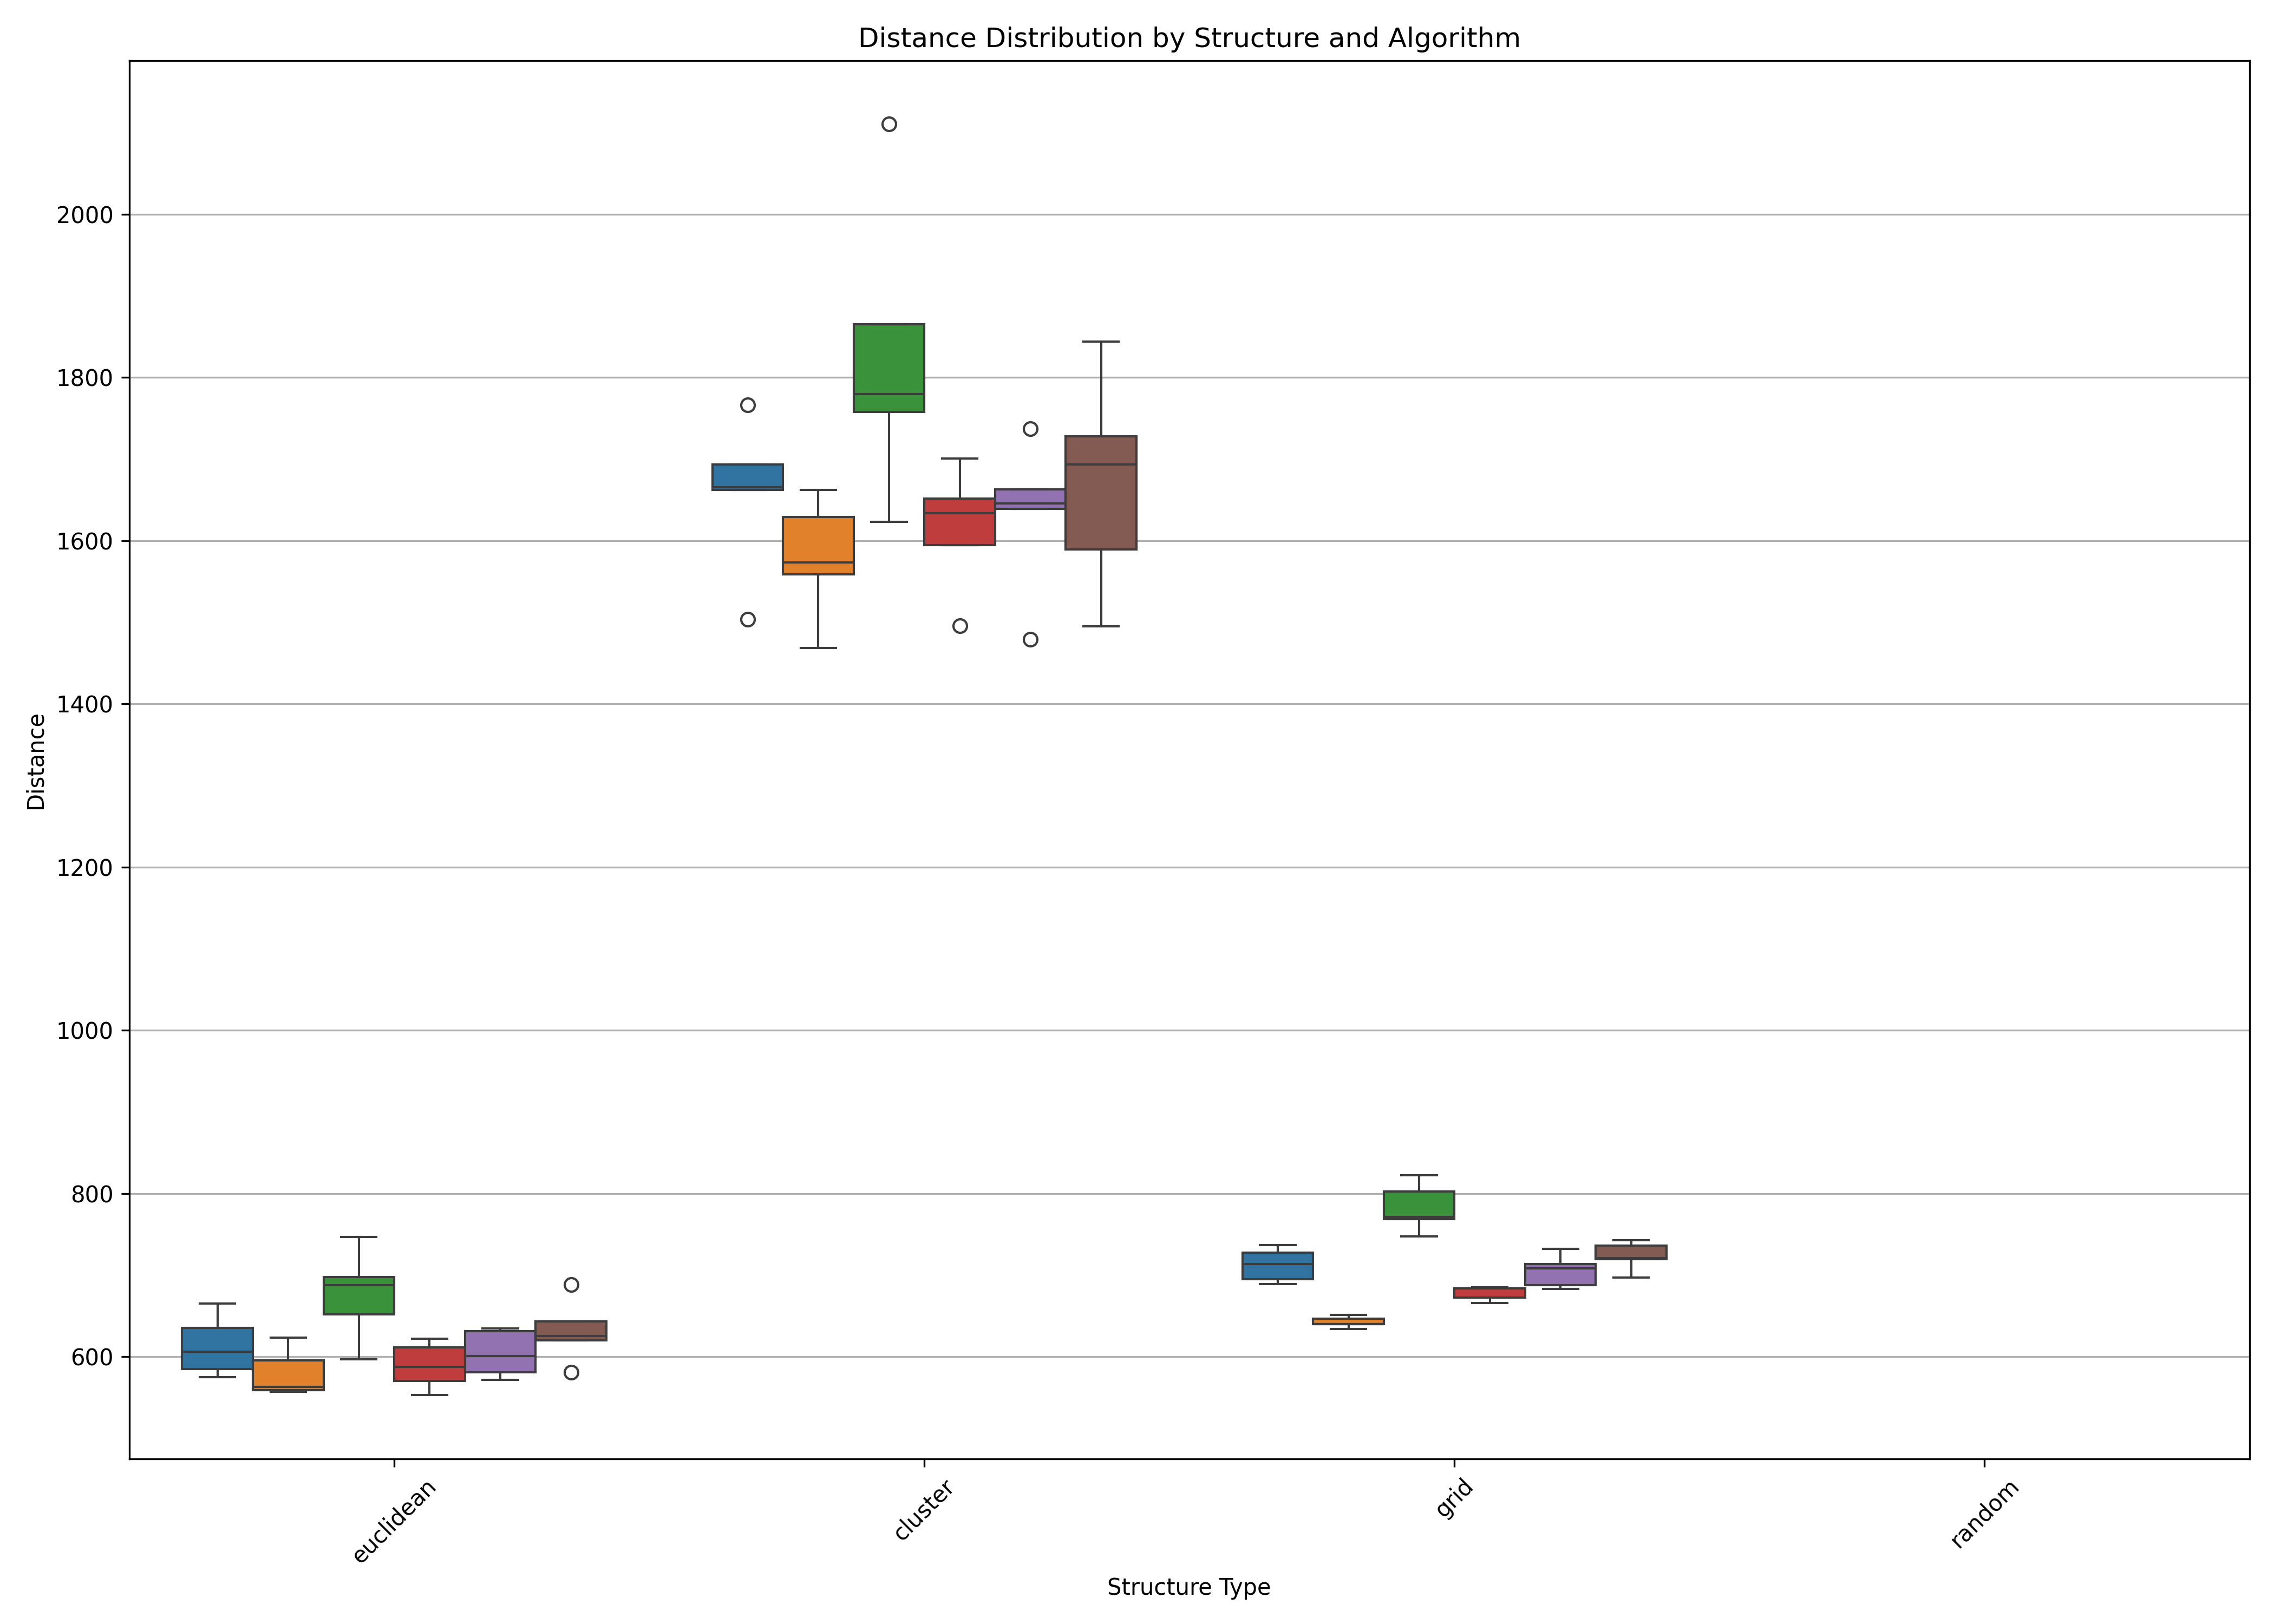 Distance Distribution by Structure and Algorithm
Distance
2000
1800
1600
1400
1200
1000
800
600
euclidean
cluster
grid
random
Structure Type